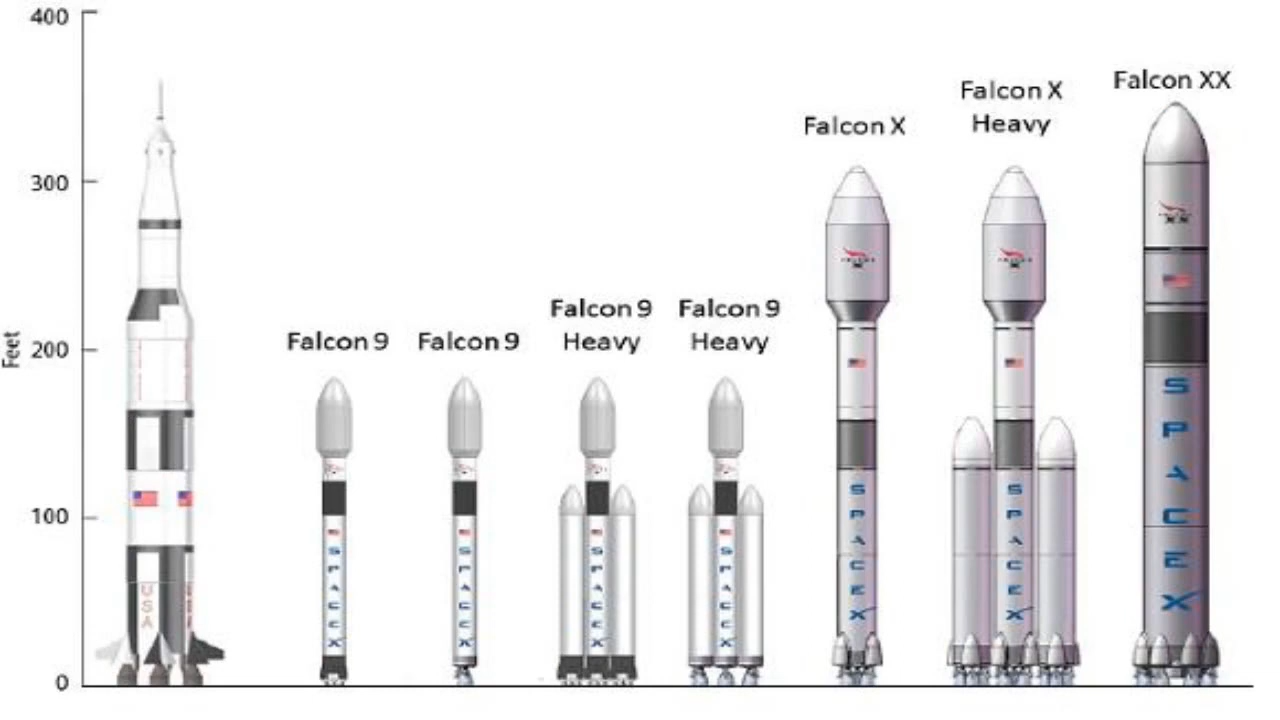 400
300
200
100
0
Feet
USA
Falcon 9
SPACEX
Falcon 9
SPACEX
Falcon 9
Heavy
SPACEX
Falcon 9
Heavy
SPACEX
Falcon X
SPACEX
Falcon X
Heavy
SPACEX
Falcon XX
XX
SPACEX